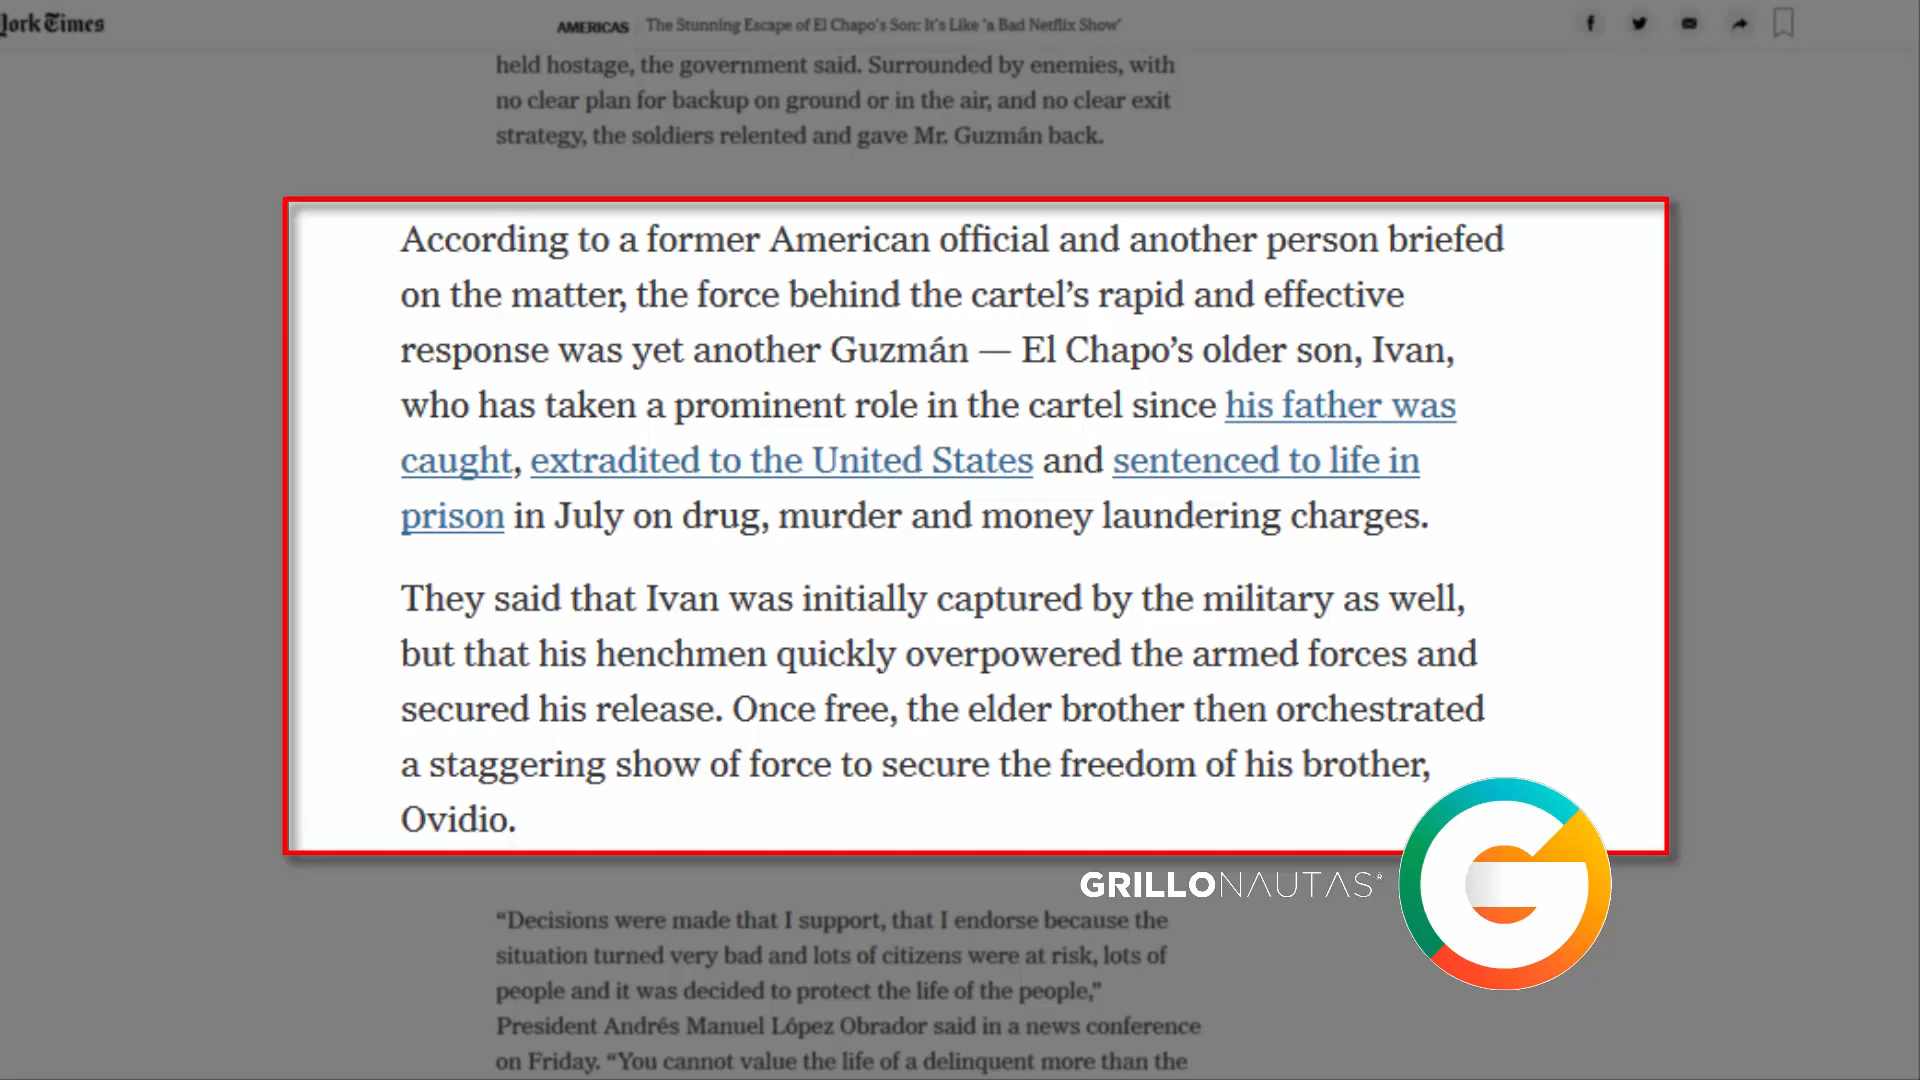 York Times
AMERICAS The Stunning Escape of El Chapo's Son: It's Like 'a Bad Netflix Show'
held hostage, the government said. Surrounded by enemies, with
no clear plan for backup on ground or in the air, and no clear exit
strategy, the soldiers relented and gave Mr. Guzmán back.
According to a former American official and another person briefed
on the matter, the force behind the cartel's rapid and effective
response was yet another Guzmán — El Chapo's older son, Ivan,
who has taken a prominent role in the cartel since his father was
caught, extradited to the United States and sentenced to life in
prison in July on drug, murder and money laundering charges.
They said that Ivan was initially captured by the military as well,
but that his henchmen quickly overpowered the armed forces and
secured his release. Once free, the elder brother then orchestrated
a staggering show of force to secure the freedom of his brother,
Ovidio.
GRILLONAUTAS®
"Decisions were made that I support, that I endorse because the
situation turned very bad and lots of citizens were at risk, lots of
people and it was decided to protect the life of the people,"
President Andrés Manuel López Obrador said in a news conference
on Friday. "You cannot value the life of a delinquent more than the